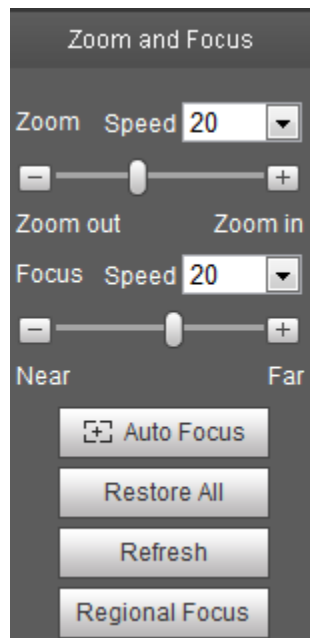 Zoom and Focus
Zoom Speed 20
Zoom out Zoom in
Focus Speed 20
Near Far
Auto Focus
Restore All
Refresh
Regional Focus